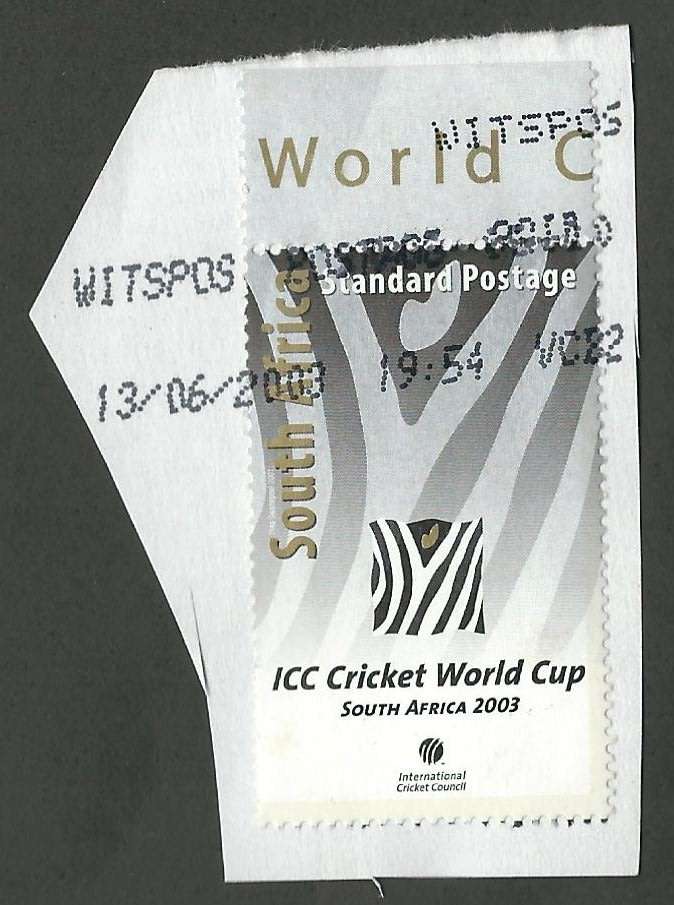 WITSPOS
World C
WITSPOS
Standard Postage
South Africa
13/06/2 19:54
ICC Cricket World Cup
SOUTH AFRICA 2003
International
Cricket Council